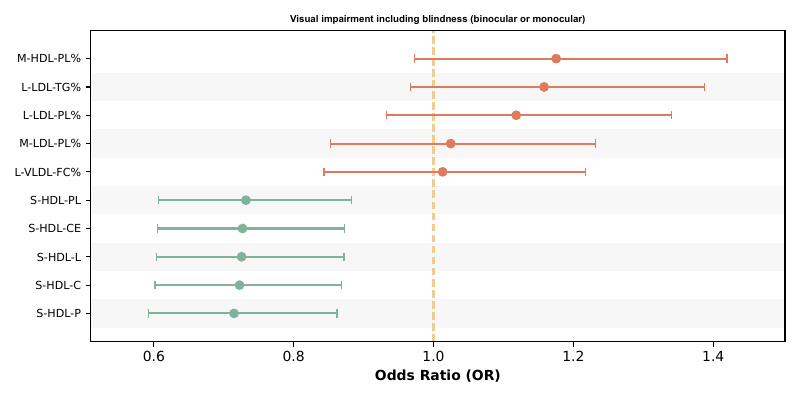 Visual impairment including blindness (binocular or monocular)
M-HDL-PL%
L-LDL-TG%
L-LDL-PL%
M-LDL-PL%
L-VLDL-FC%
S-HDL-PL
S-HDL-CE
S-HDL-L
S-HDL-C
S-HDL-P
0.6 0.8 1.0 1.2 1.4
Odds Ratio (OR)